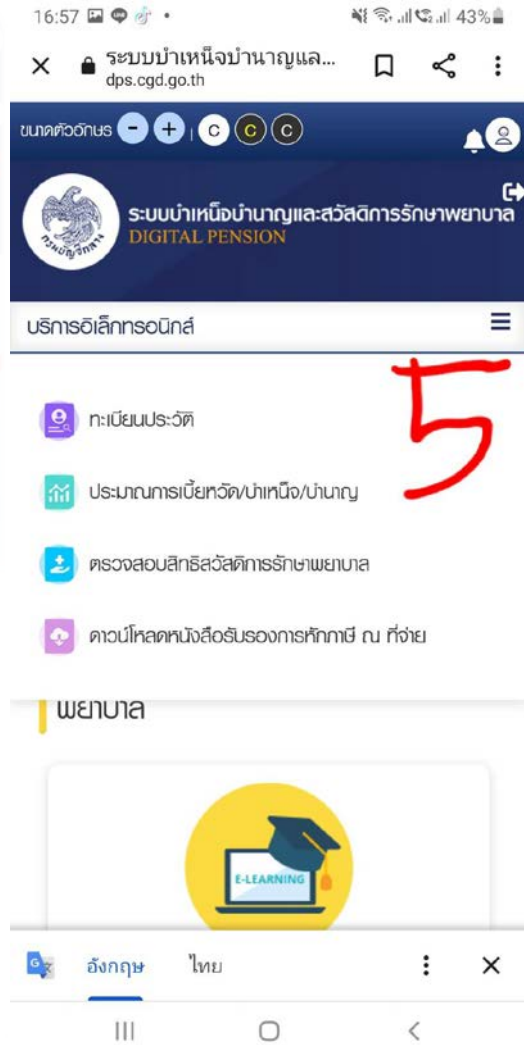 16:57 43%
ระบบบำเหน็จบำนาญแล...
dps.cgd.go.th
ขนาดตัวอักษร - + | C C C
กรมบัญชีกลาง
ระบบบำเหน็จบำนาญและสวัสดิการรักษาพยาบาล
DIGITAL PENSION
บริการอิเล็กทรอนิกส์
5
ทะเบียนประวัติ
ประมาณการเบี้ยหวัด/บำเหน็จ/บำนาญ
ตรวจสอบสิทธิสวัสดิการรักษาพยาบาล
ดาวน์โหลดหนังสือรับรองการหักภาษี ณ ที่จ่าย
พยาบาล
E-LEARNING
อังกฤษ ไทย